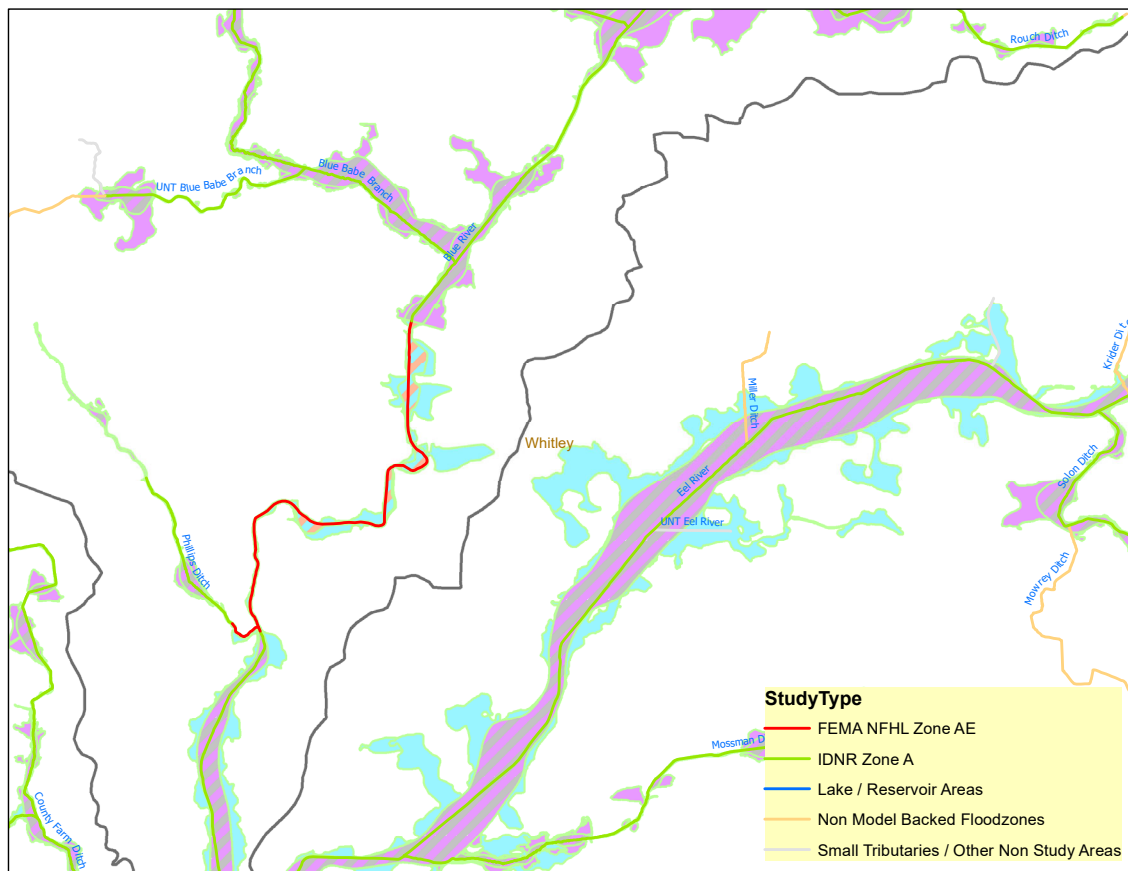 Rouch Ditch
UNT Blue Babe Branch
Blue Babe Branch
Blue River
Krider Dit
Miller Ditch
Whitley
Eel River
Solon Ditch
UNT Eel River
Phillips Ditch
Mowrey Ditch
Mossman D
County Farm Ditch
StudyType
FEMA NFHL Zone AE
IDNR Zone A
Lake / Reservoir Areas
Non Model Backed Floodzones
Small Tributaries / Other Non Study Areas